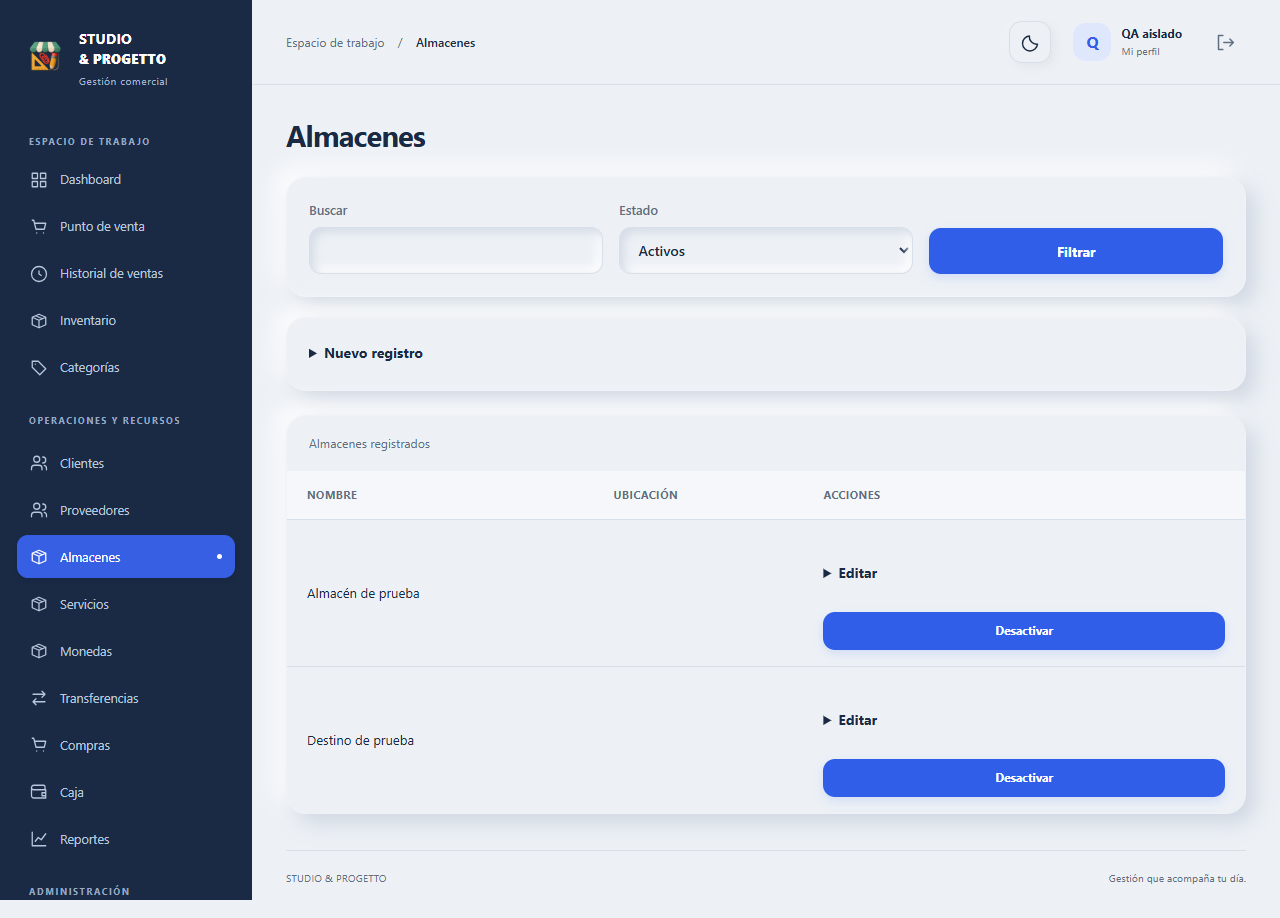 STUDIO
& PROGETTO
Gestión comercial
ESPACIO DE TRABAJO
Dashboard
Punto de venta
Historial de ventas
Inventario
Categorías
OPERACIONES Y RECURSOS
Clientes
Proveedores
Almacenes
Servicios
Monedas
Transferencias
Compras
Caja
Reportes
ADMINISTRACIÓN
Espacio de trabajo / Almacenes
Q
QA aislado
Mi perfil
Almacenes
Buscar
Estado
Activos
Filtrar
Nuevo registro
Almacenes registrados
NOMBRE UBICACIÓN ACCIONES
Almacén de prueba
Editar
Desactivar
Destino de prueba
Editar
Desactivar
STUDIO & PROGETTO
Gestión que acompaña tu día.